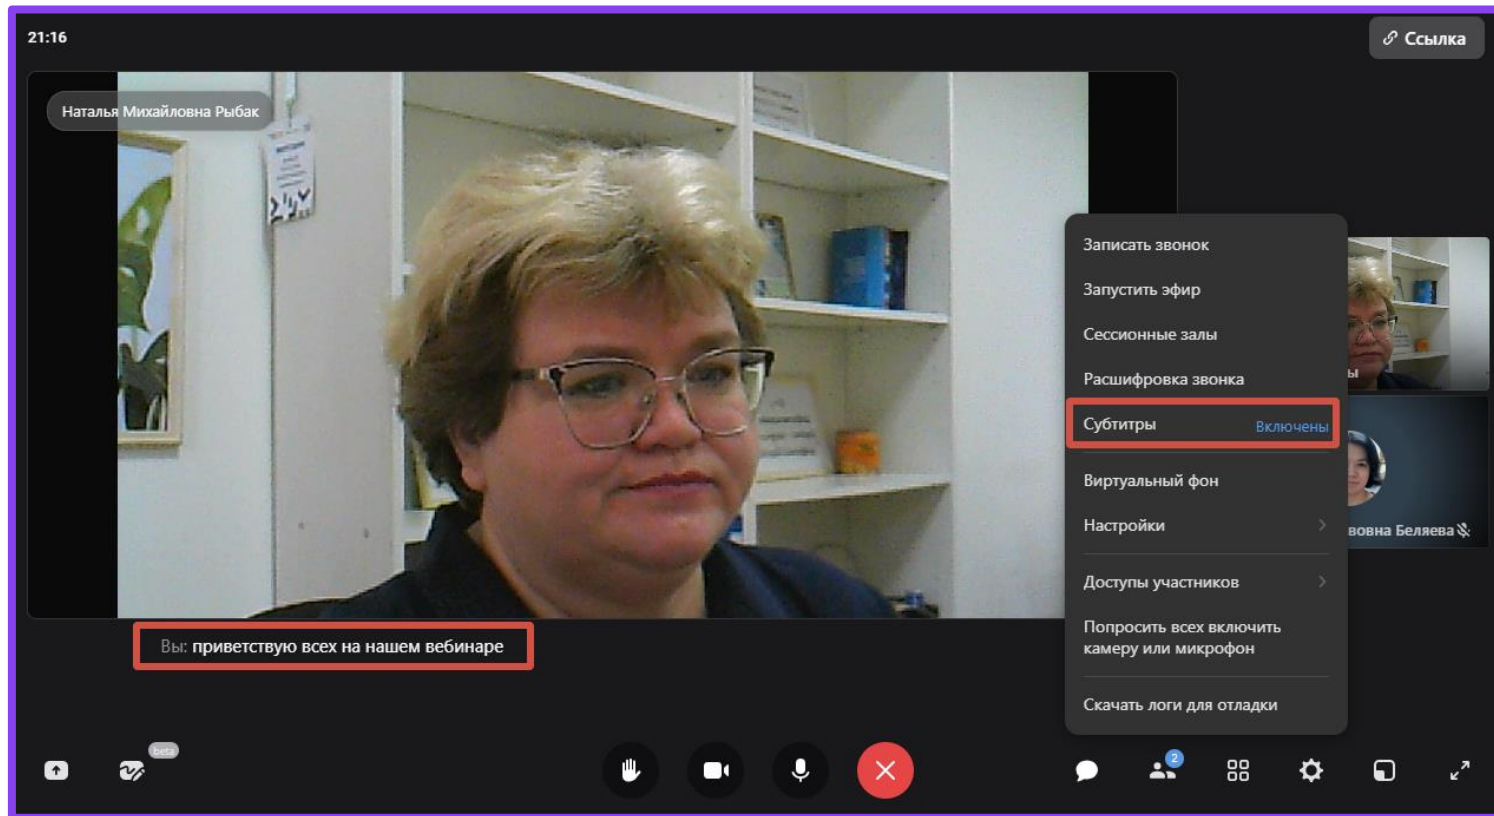 21:16
Ссылка
Наталья Михайловна Рыбак
Записать звонок
Запустить эфир
Сессионные залы
Расшифровка звонка
Субтитры Включены
Виртуальный фон
Настройки
Доступы участников
Попросить всех включить
камеру или микрофон
Скачать логи для отладки
ы
вовна Беляева
Вы: приветствую всех на нашем вебинаре
beta
2